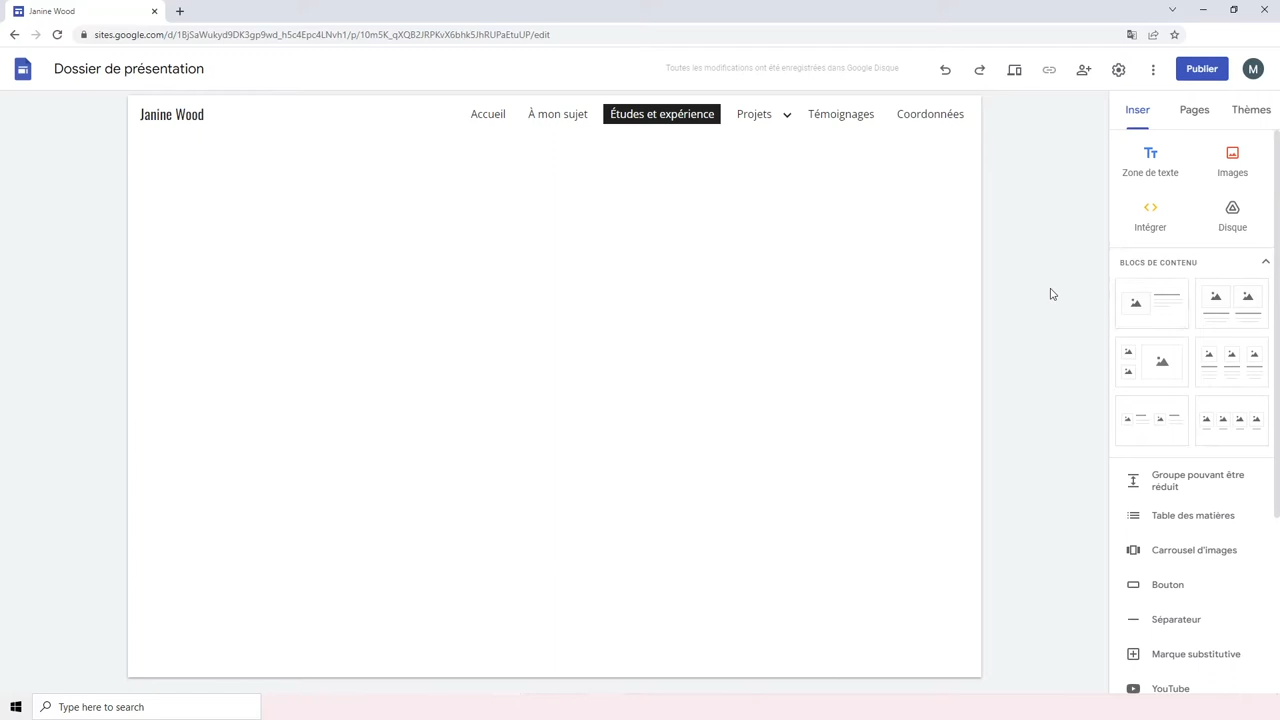 Janine Wood
sites.google.com/d/1BjSaWukyd9DK3gp9wd_h5c4Epc4LNvh1/p/10m5K_qXQB2JRPKvX6bhk5JhRUPaEtuUP/edit
Dossier de présentation
Toutes les modifications ont été enregistrées dans Google Disque
Publier
M
Janine Wood
Accueil
À mon sujet
Études et expérience
Projets
Témoignages
Coordonnées
Inser
Pages
Thèmes
Zone de texte
Images
Intégrer
Disque
BLOCS DE CONTENU
Groupe pouvant être
réduit
Table des matières
Carrousel d'images
Bouton
Séparateur
Marque substitutive
YouTube
Type here to search